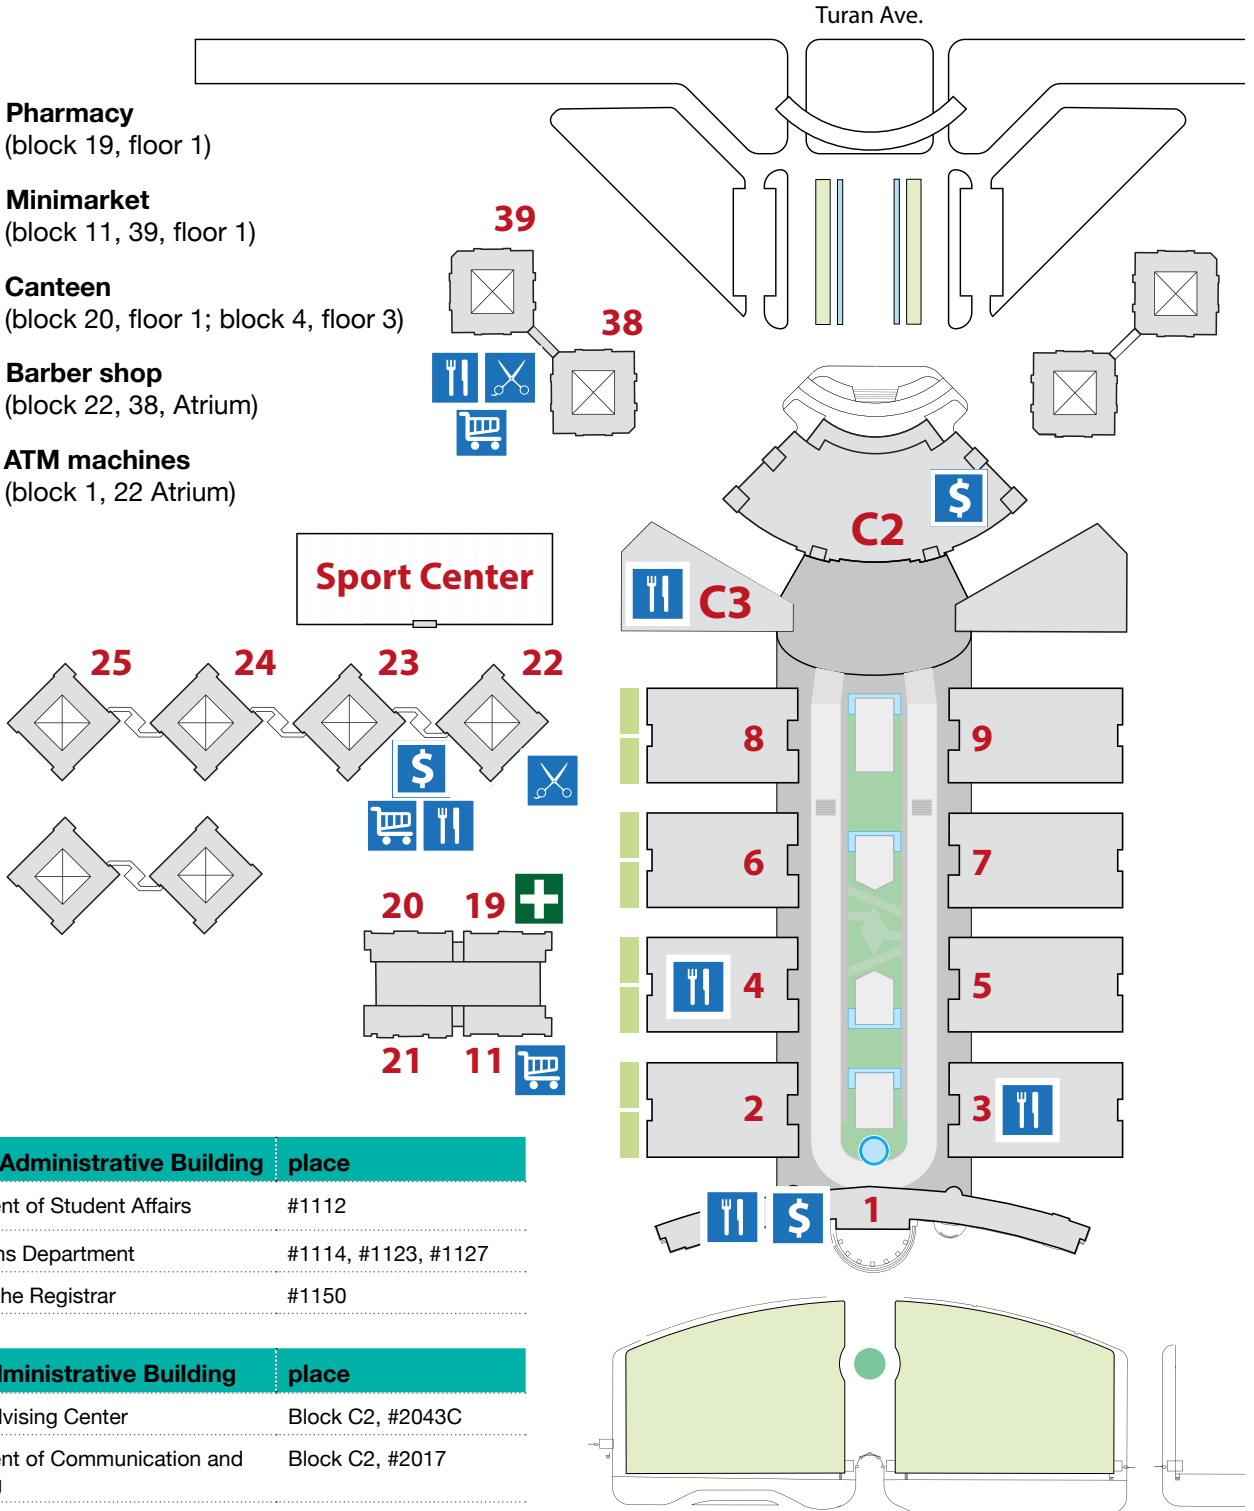 Turan Ave.
Pharmacy
(block 19, floor 1)
Minimarket
(block 11, 39, floor 1)
Canteen
(block 20, floor 1; block 4, floor 3)
Barber shop
(block 22, 38, Atrium)
ATM machines
(block 1, 22 Atrium)
39
38
C2
$
Sport Center
C3
25 24 23 22
$
8 9
6 7
20 19
4 5
21 11
2 3
1
$
Administrative Building place
ent of Student Affairs #1112
ns Department #1114, #1123, #1127
he Registrar #1150
dministrative Building place
dvising Center Block C2, #2043C
ent of Communication and Block C2, #2017